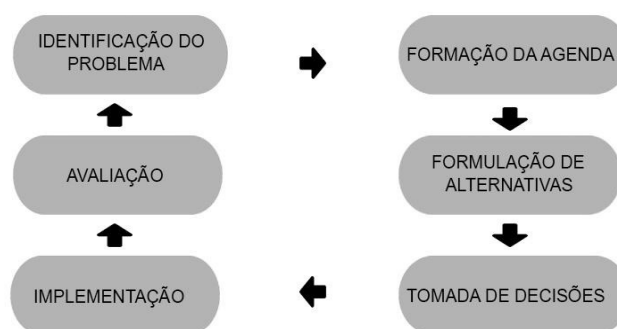 IDENTIFICAÇÃO DO
PROBLEMA
FORMAÇÃO DA AGENDA
AVALIAÇÃO
FORMULAÇÃO DE
ALTERNATIVAS
IMPLEMENTAÇÃO
TOMADA DE DECISÕES